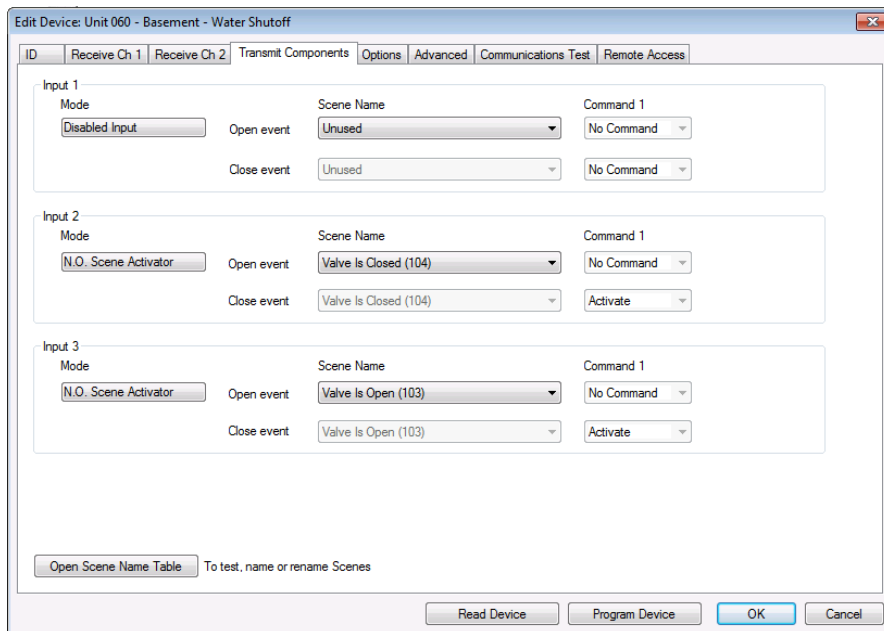 Edit Device: Unit 060 - Basement - Water Shutoff
ID Receive Ch 1 Receive Ch 2 Transmit Components Options Advanced Communications Test Remote Access
Input 1
Mode Scene Name Command 1
Disabled Input Open event Unused No Command
Close event Unused No Command
Input 2
Mode Scene Name Command 1
N.O. Scene Activator Open event Valve Is Closed (104) No Command
Close event Valve Is Closed (104) Activate
Input 3
Mode Scene Name Command 1
N.O. Scene Activator Open event Valve Is Open (103) No Command
Close event Valve Is Open (103) Activate
Open Scene Name Table To test, name or rename Scenes
Read Device Program Device OK Cancel